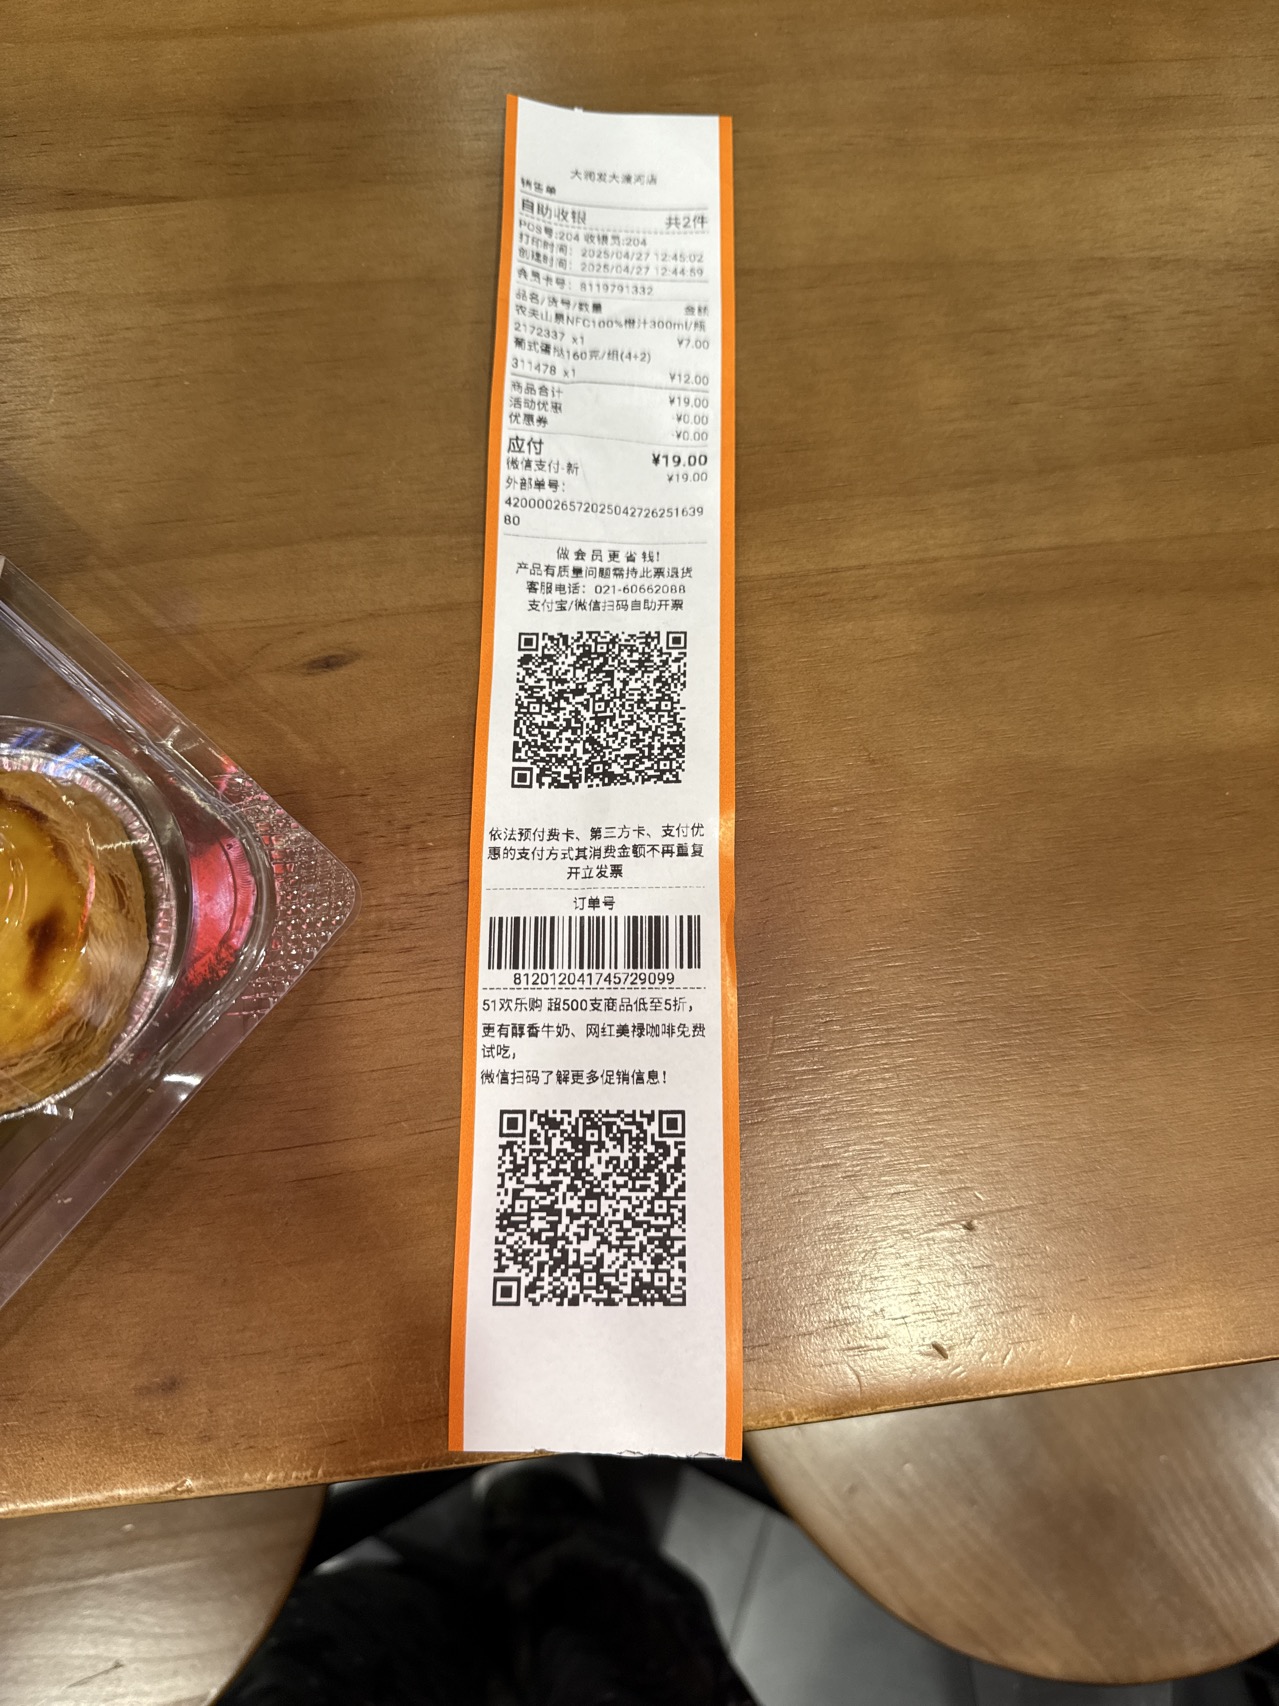 大润发大渡河店
销售单
自助收银 共2件
POS号:204 收银员:204
打印时间: 2025/04/27 12:45:02
创建时间: 2025/04/27 12:44:59
会员卡号: 8119791332
品名/货号/数量 金额
农夫山泉NFC100%橙汁300ml/瓶
2172337 x1 ¥7.00
葡式蛋挞160克/组(4+2)
311478 x1 ¥12.00
商品合计 ¥19.00
活动优惠 -¥0.00
优惠券 -¥0.00
应付 ¥19.00
微信支付-新 ¥19.00
外部单号:
42000026572025042726251639
80
做会员更省钱!
产品有质量问题需持此票退货
客服电话: 021-60662088
支付宝/微信扫码自助开票
依法预付费卡、第三方卡、支付优
惠的支付方式其消费金额不再重复
开立发票
订单号
812012041745729099
51欢乐购 超500支商品低至5折,
更有醇香牛奶、网红美禄咖啡免费
试吃,
微信扫码了解更多促销信息!